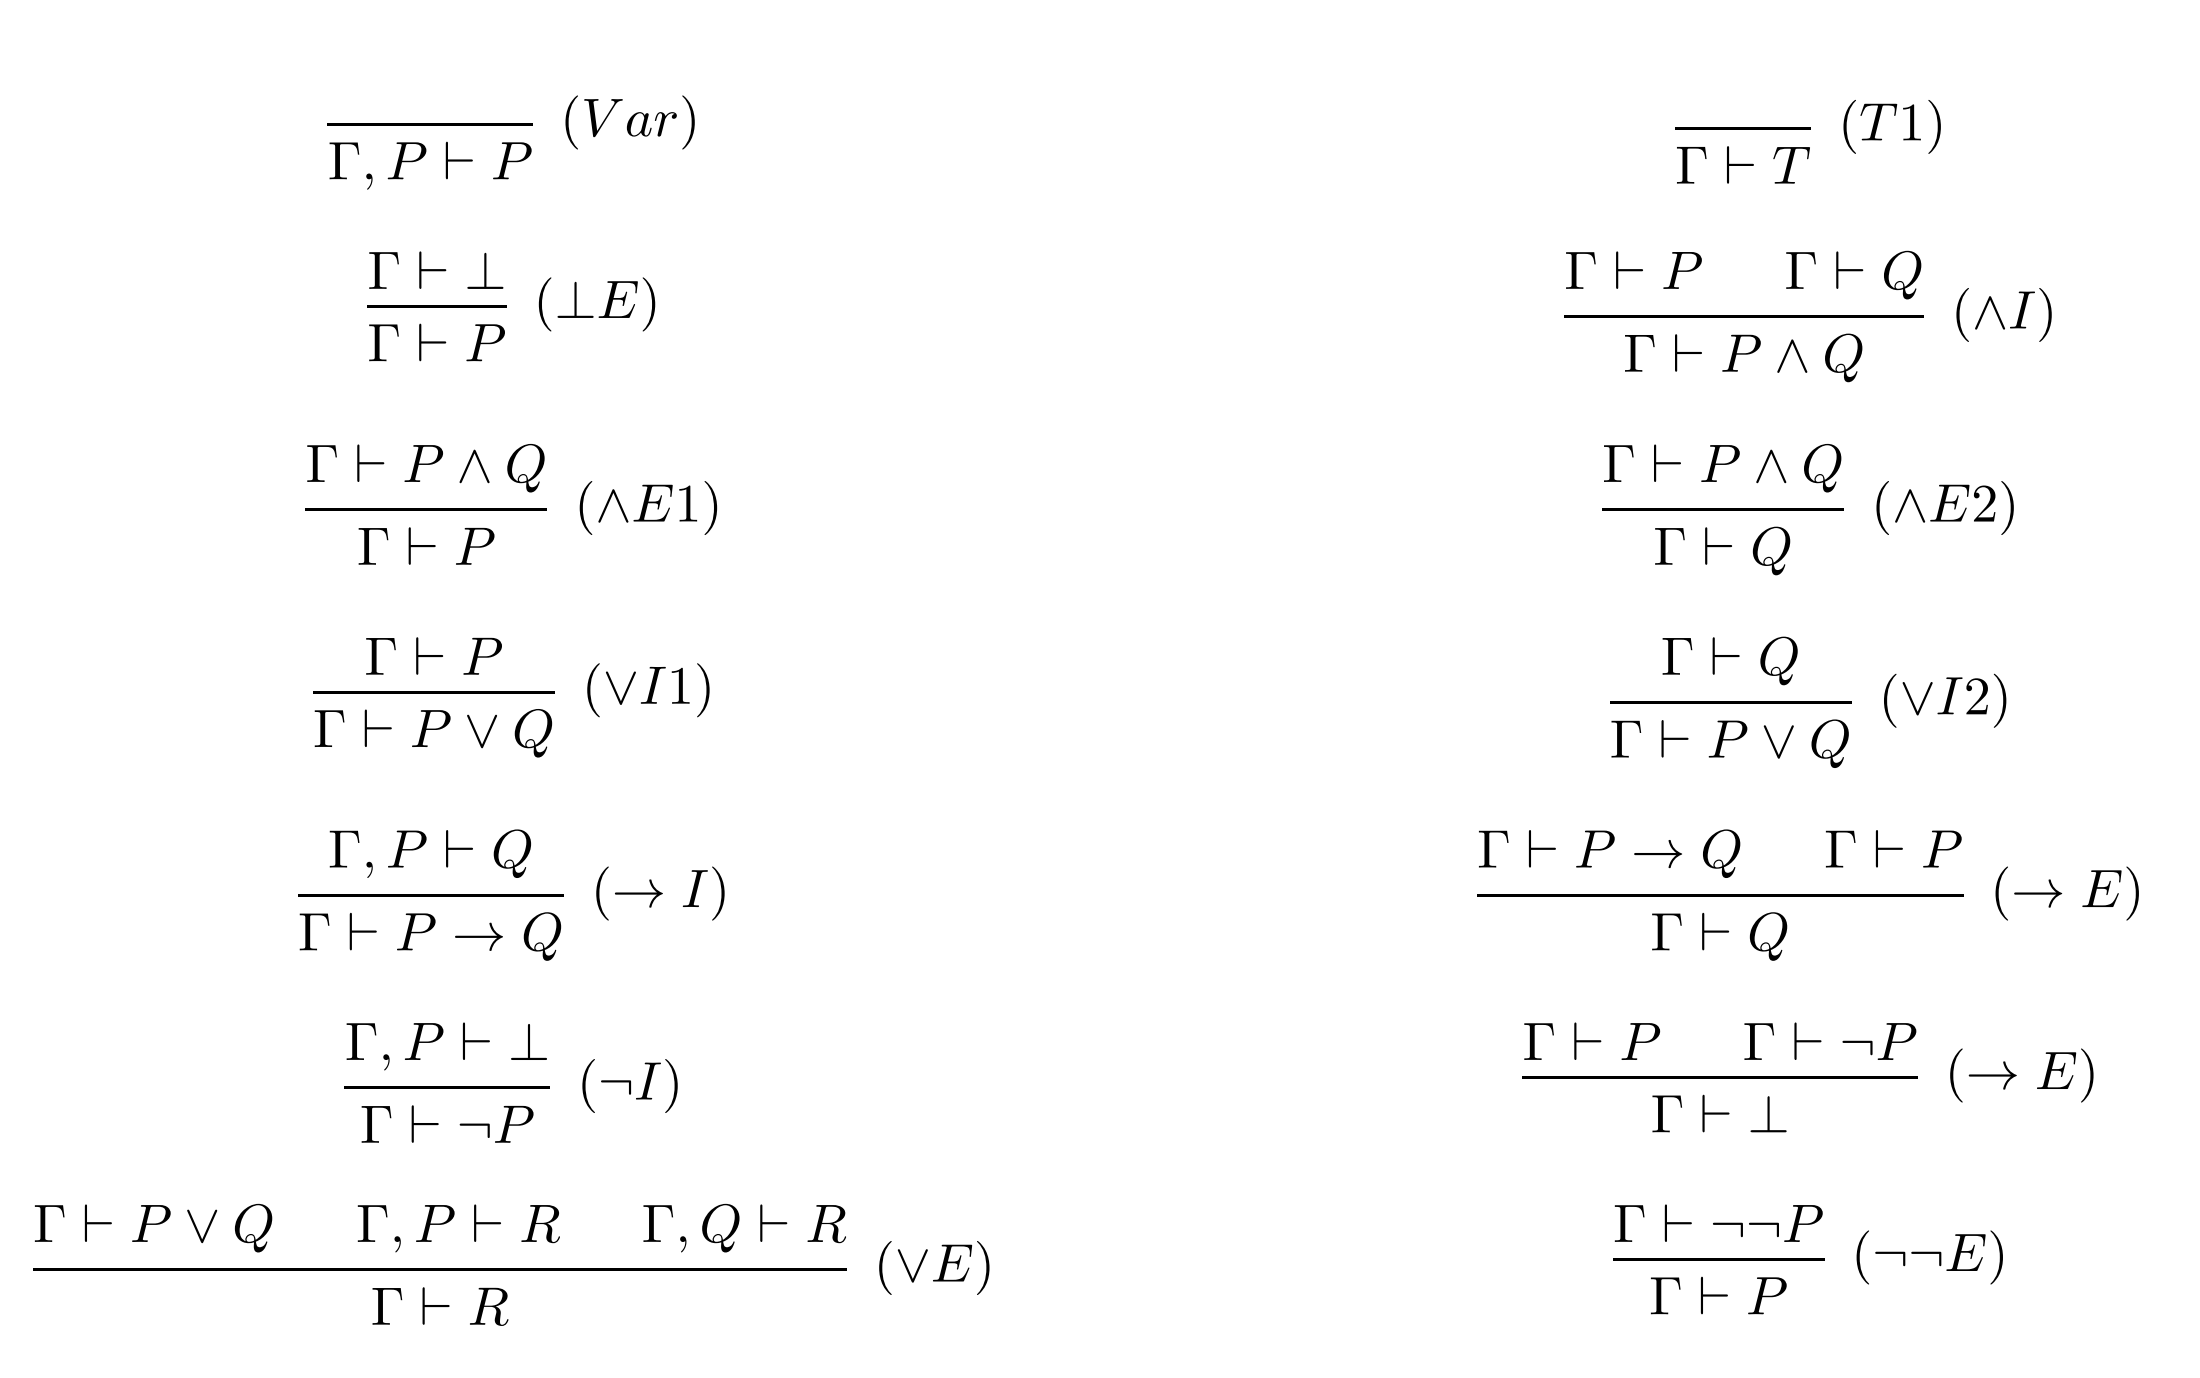 Γ, P ⊢ P (Var)
Γ ⊢ T (T1)
Γ ⊢ ⊥
Γ ⊢ P (⊥E)
Γ ⊢ P Γ ⊢ Q
Γ ⊢ P ∧ Q (∧I)
Γ ⊢ P ∧ Q
Γ ⊢ P (∧E1)
Γ ⊢ P ∧ Q
Γ ⊢ Q (∧E2)
Γ ⊢ P
Γ ⊢ P ∨ Q (∨I1)
Γ ⊢ Q
Γ ⊢ P ∨ Q (∨I2)
Γ, P ⊢ Q
Γ ⊢ P → Q (→ I)
Γ ⊢ P → Q Γ ⊢ P
Γ ⊢ Q (→ E)
Γ, P ⊢ ⊥
Γ ⊢ ¬P (¬I)
Γ ⊢ P Γ ⊢ ¬P
Γ ⊢ ⊥ (→ E)
Γ ⊢ P ∨ Q Γ, P ⊢ R Γ, Q ⊢ R
Γ ⊢ R (∨E)
Γ ⊢ ¬¬P
Γ ⊢ P (¬¬E)